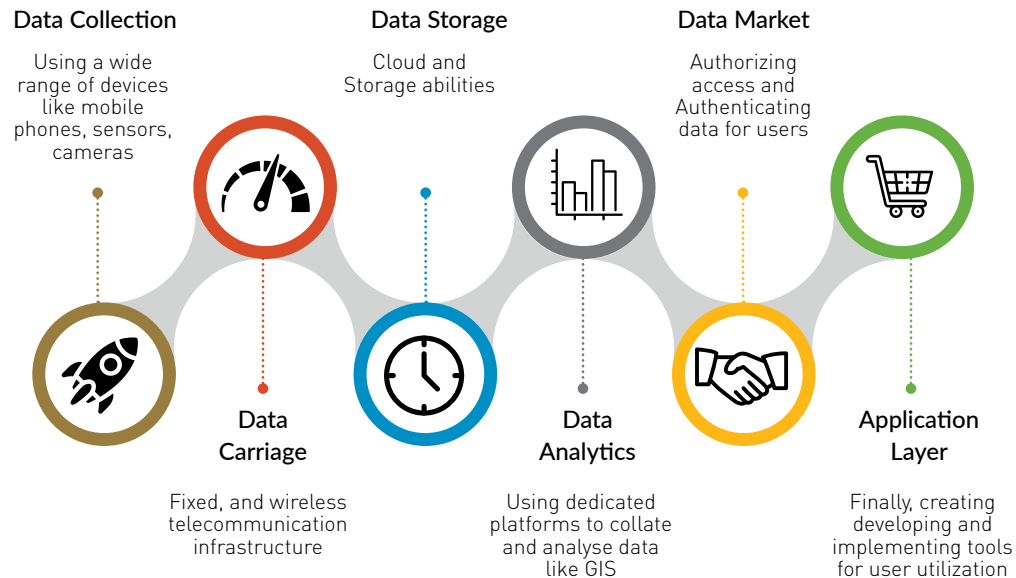 Data Collection
Using a wide
range of devices
like mobile
phones, sensors,
cameras
Data
Carriage
Fixed, and wireless
telecommunication
infrastructure
Data Storage
Cloud and
Storage abilities
Data
Analytics
Using dedicated
platforms to collate
and analyse data
like GIS
Data Market
Authorizing
access and
Authenticating
data for users
Application
Layer
Finally, creating
developing and
implementing tools
for user utilization